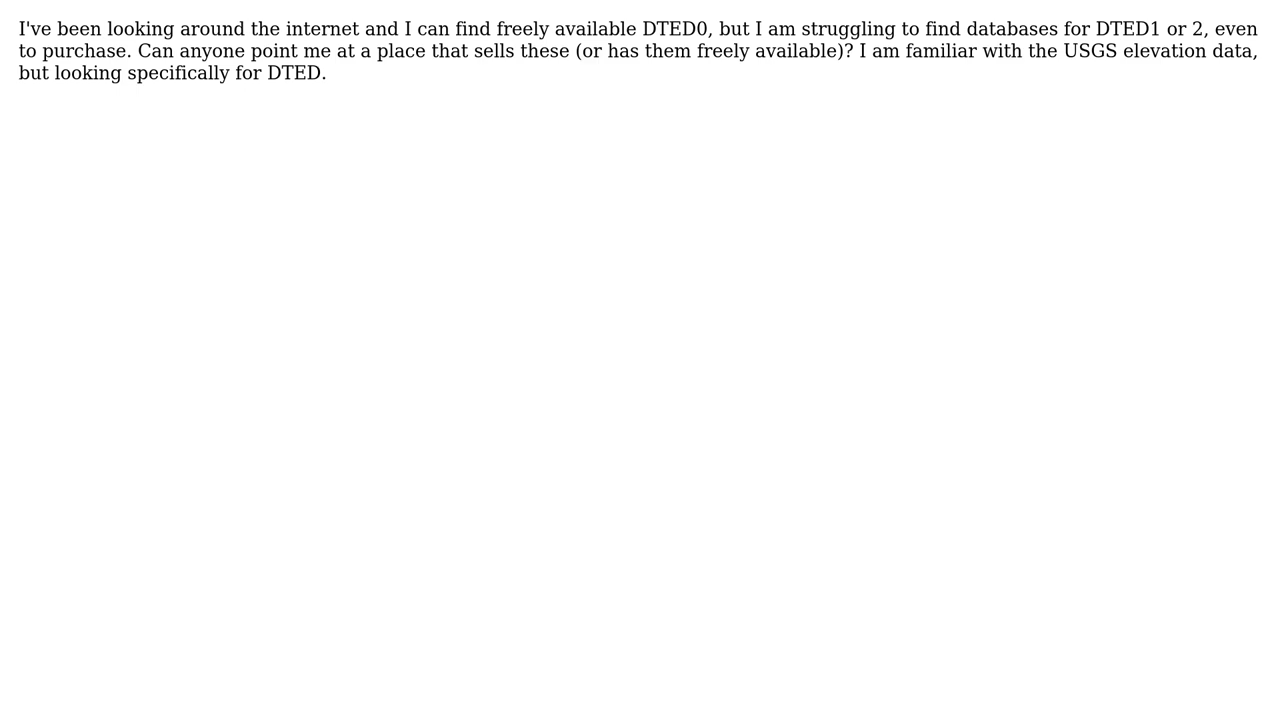 I've been looking around the internet and I can find freely available DTED0, but I am struggling to find databases for DTED1 or 2, even
to purchase. Can anyone point me at a place that sells these (or has them freely available)? I am familiar with the USGS elevation data,
but looking specifically for DTED.